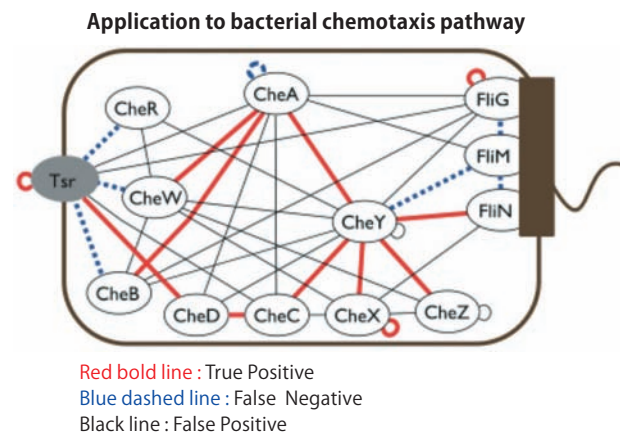 Application to bacterial chemotaxis pathway
CheA
FliG
CheR
FliM
Tsr
CheW
FliN
CheY
CheB
CheD
CheC
CheX
CheZ
Red bold line : True Positive
Blue dashed line : False Negative
Black line : False Positive